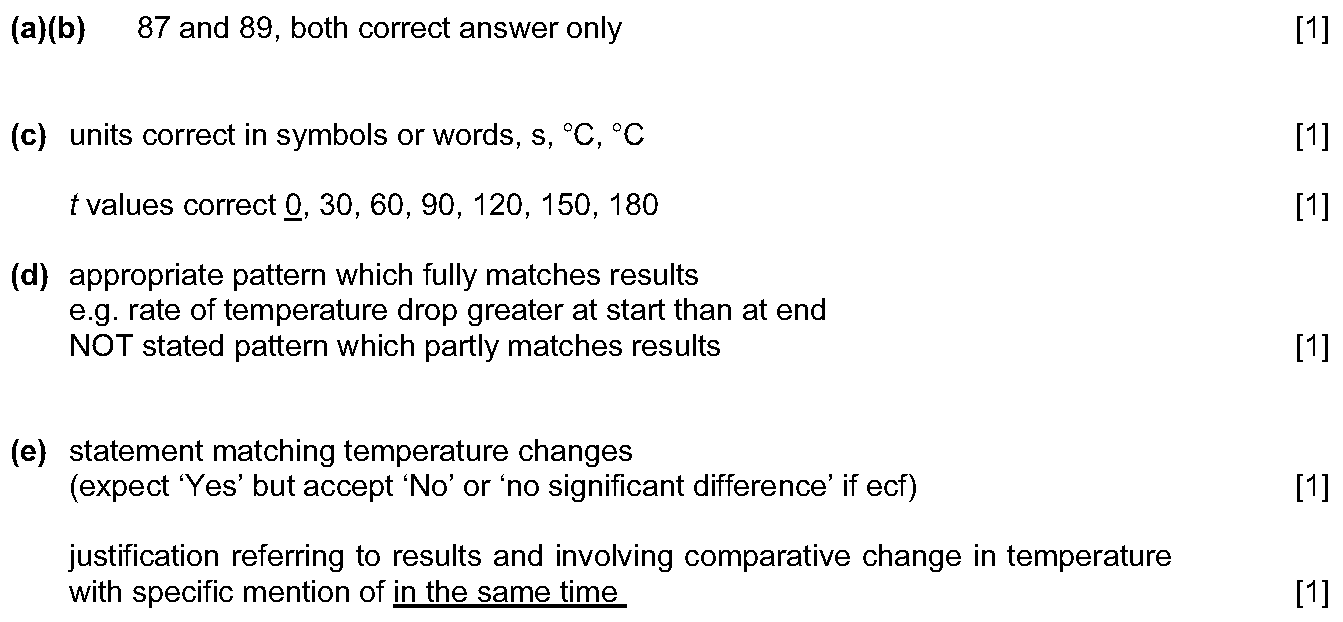 (a)(b) 87 and 89, both correct answer only [1]
(c) units correct in symbols or words, s, °C, °C [1]
t values correct 0, 30, 60, 90, 120, 150, 180 [1]
(d) appropriate pattern which fully matches results
e.g. rate of temperature drop greater at start than at end
NOT stated pattern which partly matches results [1]
(e) statement matching temperature changes
(expect ‘Yes’ but accept ‘No’ or ‘no significant difference’ if ecf) [1]
justification referring to results and involving comparative change in temperature
with specific mention of in the same time [1]